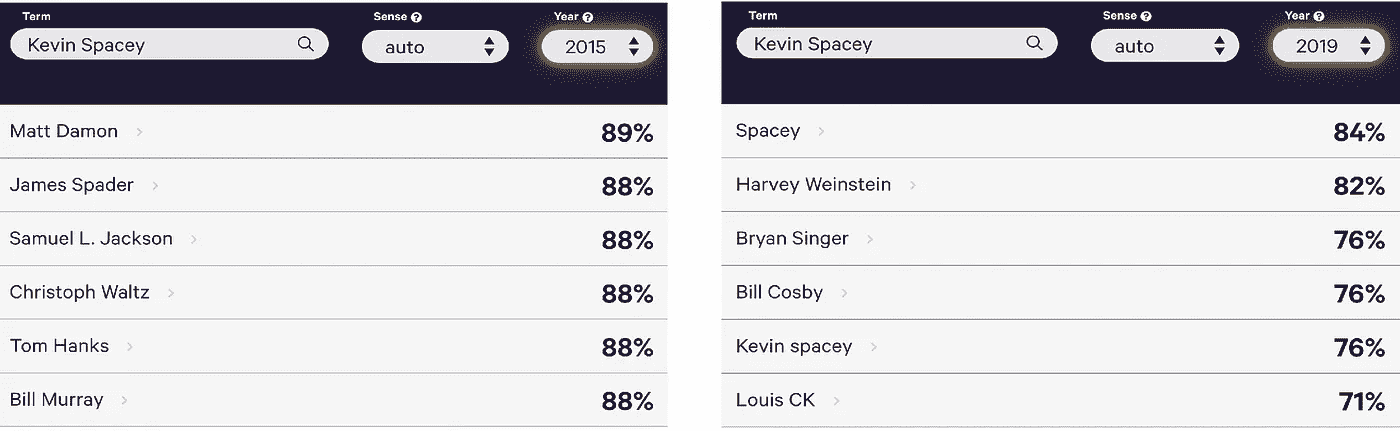 Term Sense ? Year ?
Kevin Spacey auto 2015
Matt Damon 89%
James Spader 88%
Samuel L. Jackson 88%
Christoph Waltz 88%
Tom Hanks 88%
Bill Murray 88%
Term Sense ? Year ?
Kevin Spacey auto 2019
Spacey 84%
Harvey Weinstein 82%
Bryan Singer 76%
Bill Cosby 76%
Kevin spacey 76%
Louis CK 71%